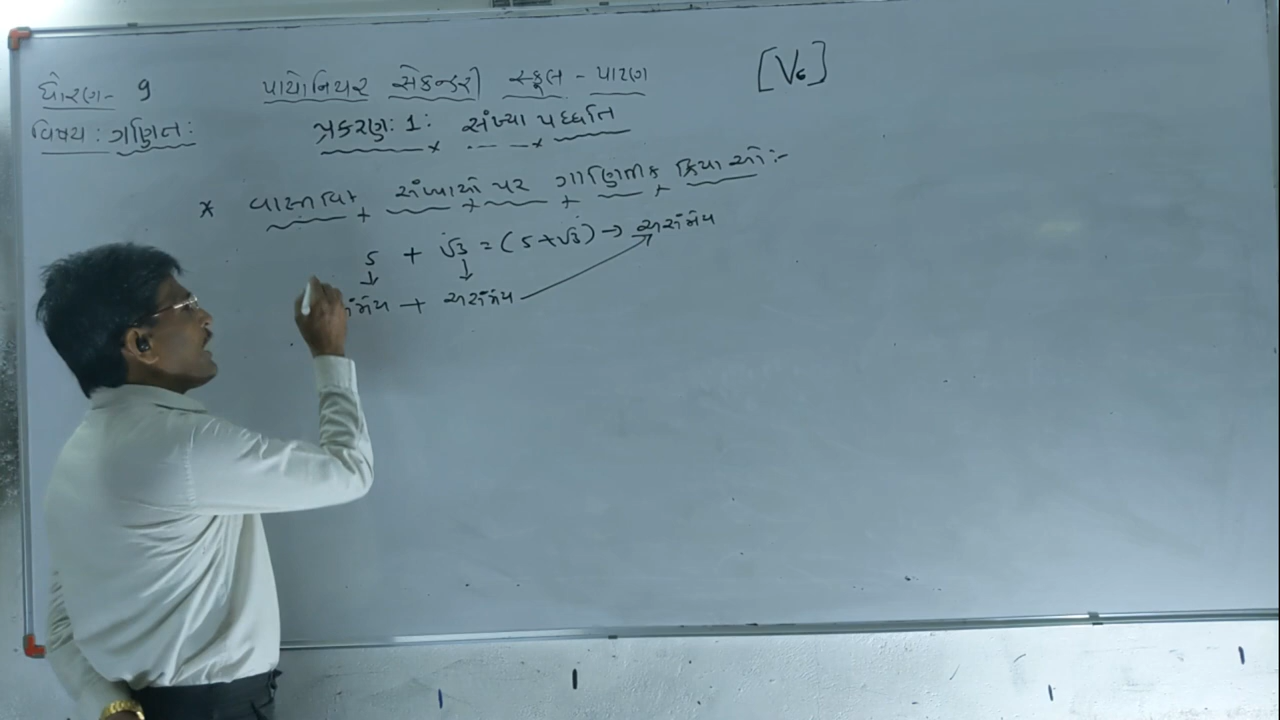 ધોરણ- 9 પાયોનિયર સેકન્ડરી સ્કૂલ - પાટણ [V6]
વિષય: ગણિત: પ્રકરણ: 1: સંખ્યા પદ્ધતિ
* વાસ્તવિક સંખ્યાઓ પર ગાણિતીક ક્રિયાઓ:-
5 + √3 = (5+√3) → અસંમેય
સંમેય + અસંમેય